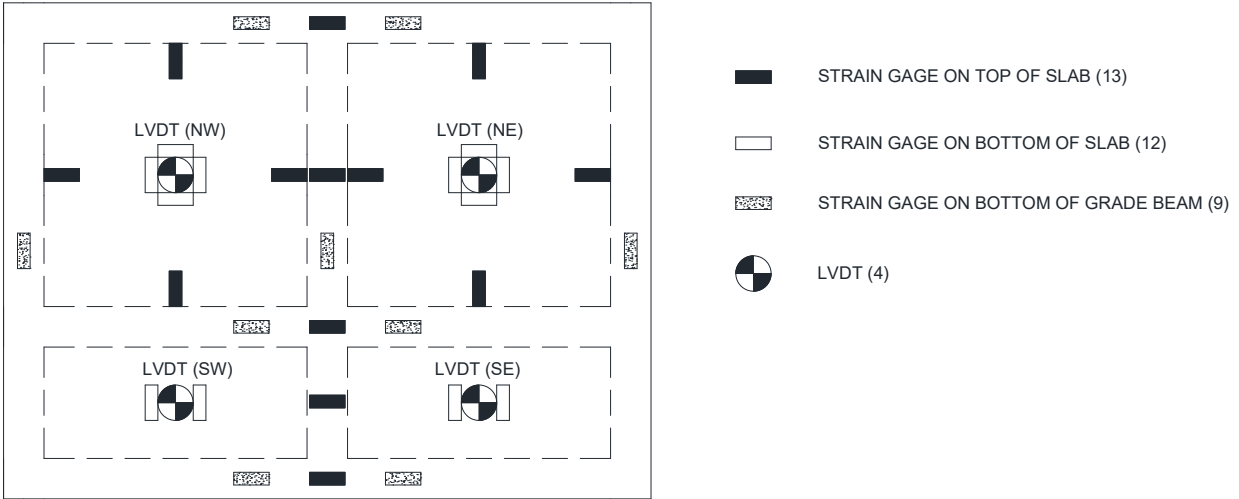 LVDT (NW)
LVDT (NE)
LVDT (SW)
LVDT (SE)
STRAIN GAGE ON TOP OF SLAB (13)
STRAIN GAGE ON BOTTOM OF SLAB (12)
STRAIN GAGE ON BOTTOM OF GRADE BEAM (9)
LVDT (4)